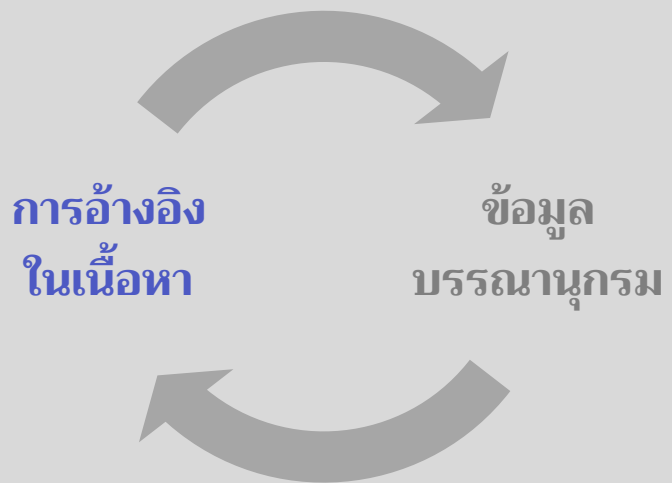 การอ้างอิง
ในเนื้อหา
ข้อมูล
บรรณานุกรม